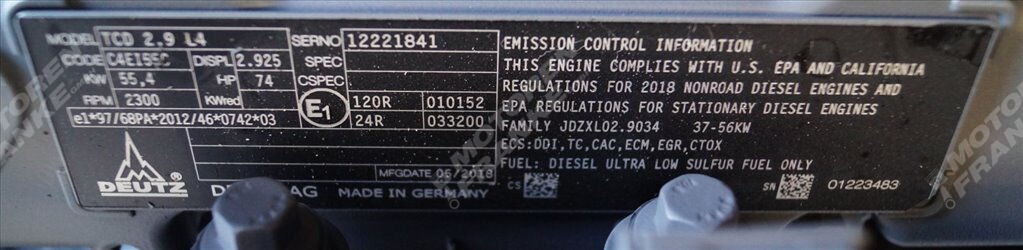 MODEL TCD 2.9 L4 SERNO 12221841
CODE C4E155C DISPL 2.925 SPEC
KW 55,4 HP 74 CSPEC
RPM 2300 KWred E1 120R 010152
e1*97/68PA*2012/46*0742*03 24R 033200
MFGDATE 05/2018
DEUTZ AG MADE IN GERMANY
DEUTZ
EMISSION CONTROL INFORMATION
THIS ENGINE COMPLIES WITH U.S. EPA AND CALIFORNIA
REGULATIONS FOR 2018 NONROAD DIESEL ENGINES AND
EPA REGULATIONS FOR STATIONARY DIESEL ENGINES
FAMILY JDZXL02.9034 37-56KW
ECS:DDI,TC,CAC,ECM,EGR,CTOX
FUEL: DIESEL ULTRA LOW SULFUR FUEL ONLY
CS SN 01223483